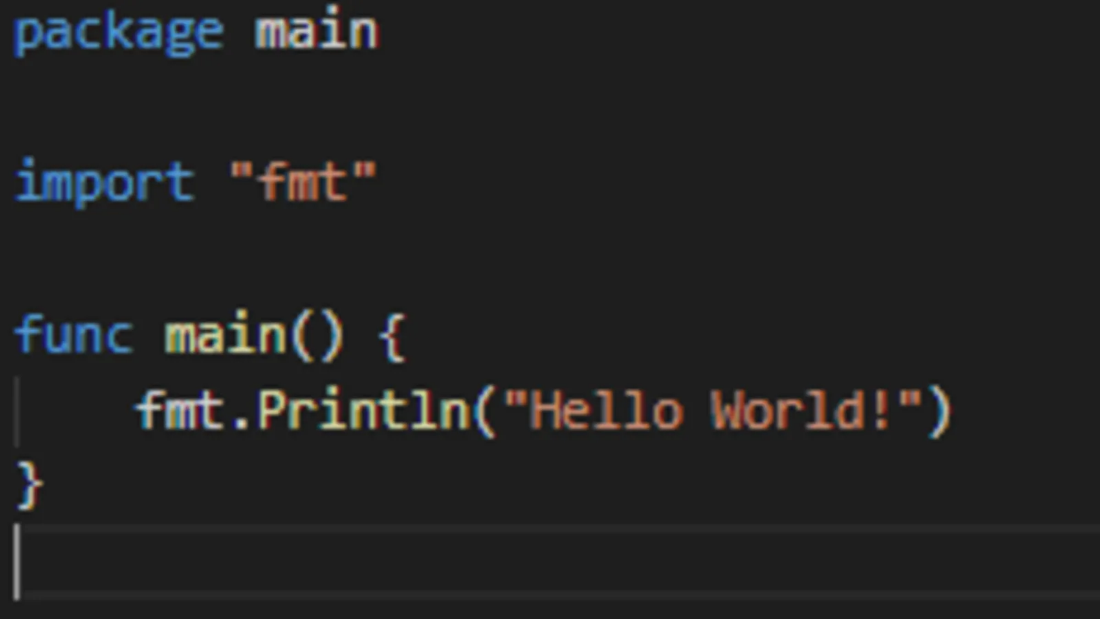 package main
import "fmt"
func main() {
    fmt.Println("Hello World!")
}